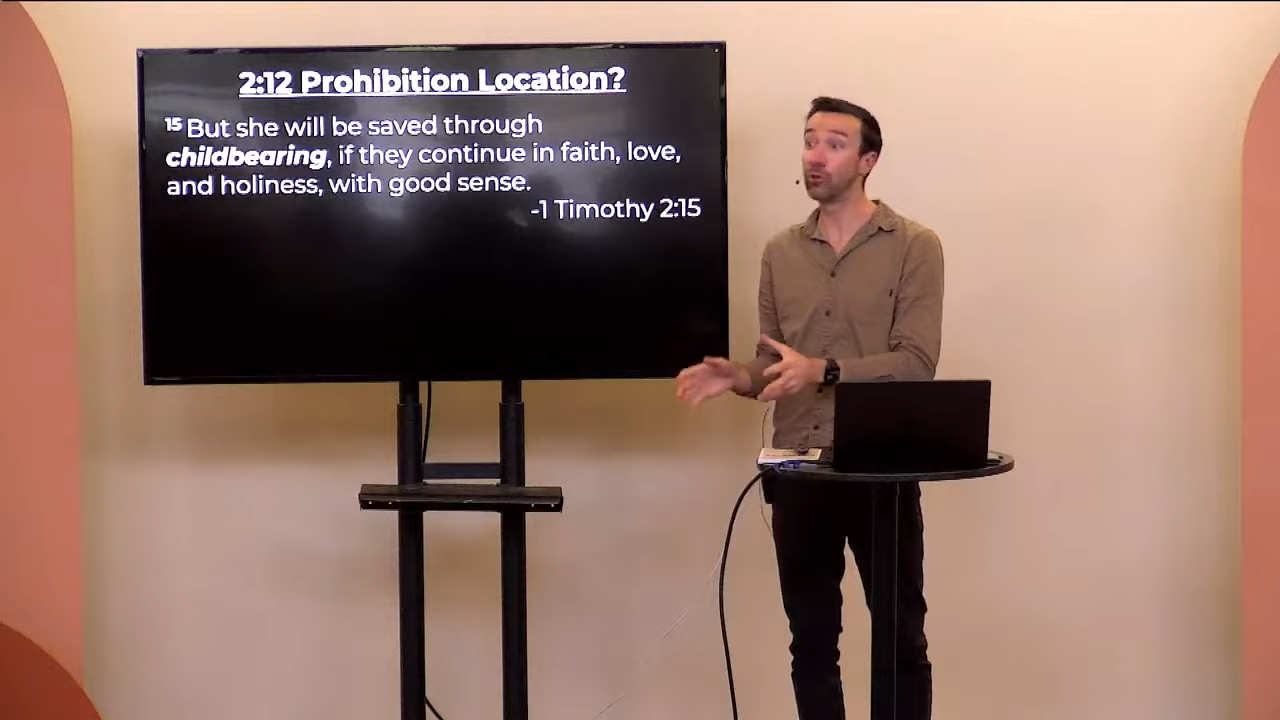 2:12 Prohibition Location?
15 But she will be saved through
childbearing, if they continue in faith, love,
and holiness, with good sense.
-1 Timothy 2:15